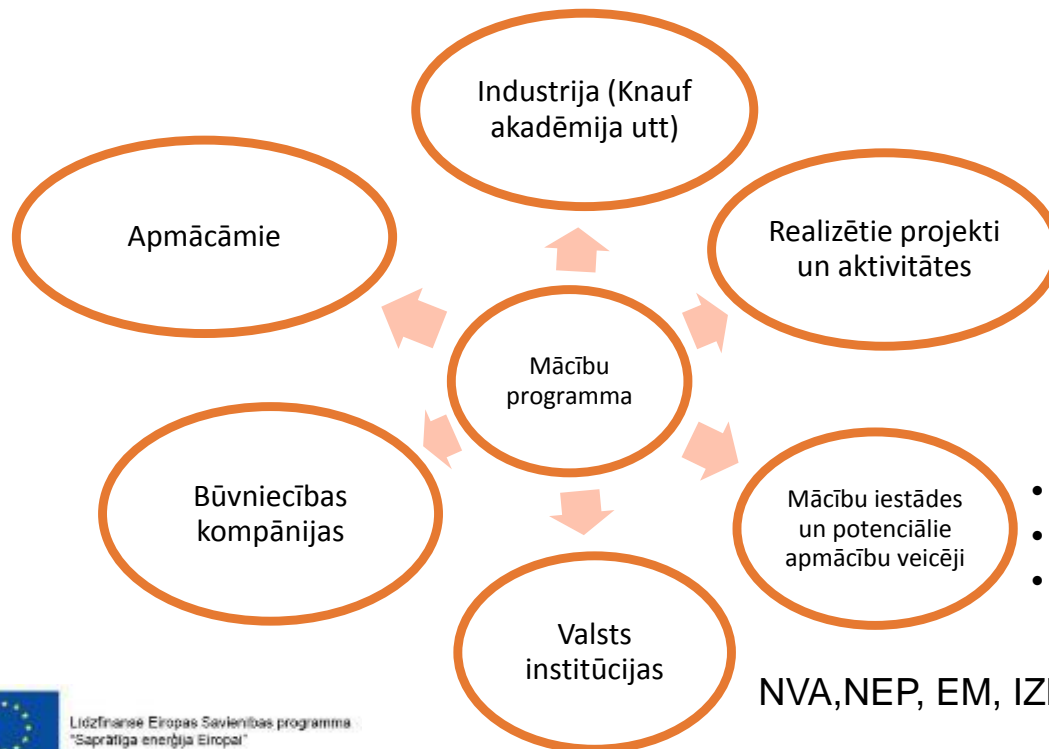 Industrija (Knauf
akadēmija utt)
Apmācāmie
Realizētie projekti
un aktivitātes
Mācību
programma
Būvniecības
kompānijas
Mācību iestādes
un potenciālie
apmācību veicēji
•
•
•
Valsts
institūcijas
NVA,NEP, EM,
Līdzfinansē Eiropas Savienības programma
"Saprātīga enerģija Eiropai"